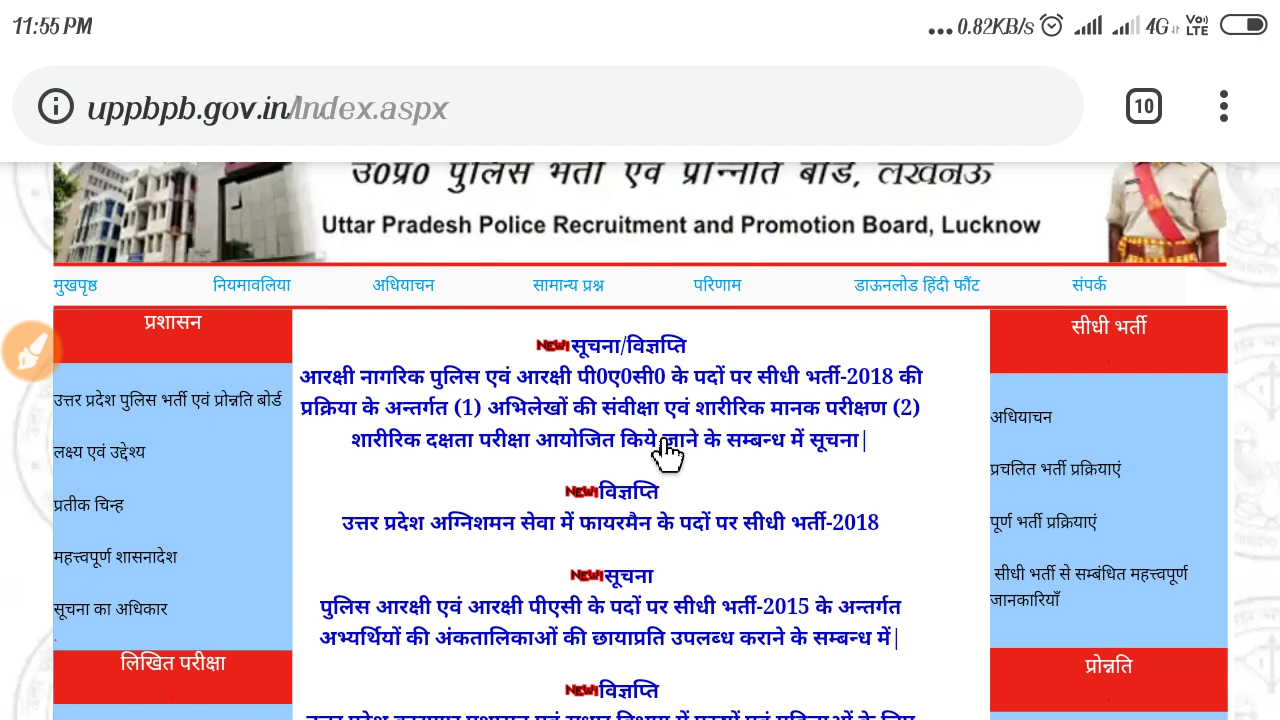 11:55 PM
0.82KB/s 4G Vo) LTE
uppbpb.gov.in/Index.aspx
10
उ0प्र0 पुलिस भर्ती एवं प्रोन्नति बोर्ड, लखनऊ
Uttar Pradesh Police Recruitment and Promotion Board, Lucknow
मुखपृष्ठ नियमावलिया अधियाचन सामान्य प्रश्न परिणाम डाऊनलोड हिंदी फौंट संपर्क
प्रशासन
उत्तर प्रदेश पुलिस भर्ती एवं प्रोन्नति बोर्ड
लक्ष्य एवं उद्देश्य
प्रतीक चिन्ह
महत्त्वपूर्ण शासनादेश
सूचना का अधिकार
लिखित परीक्षा
NEW! सूचना/विज्ञप्ति
आरक्षी नागरिक पुलिस एवं आरक्षी पी0ए0सी0 के पदों पर सीधी भर्ती-2018 की
प्रक्रिया के अन्तर्गत (1) अभिलेखों की संवीक्षा एवं शारीरिक मानक परीक्षण (2)
शारीरिक दक्षता परीक्षा आयोजित किये जाने के सम्बन्ध में सूचना|
NEW! विज्ञप्ति
उत्तर प्रदेश अग्निशमन सेवा में फायरमैन के पदों पर सीधी भर्ती-2018
NEW! सूचना
पुलिस आरक्षी एवं आरक्षी पीएसी के पदों पर सीधी भर्ती-2015 के अन्तर्गत
अभ्यर्थियों की अंकतालिकाओं की छायाप्रति उपलब्ध कराने के सम्बन्ध में|
NEW! विज्ञप्ति
सीधी भर्ती
अधियाचन
प्रचलित भर्ती प्रक्रियाएं
पूर्ण भर्ती प्रक्रियाएं
सीधी भर्ती से सम्बंधित महत्त्वपूर्ण
जानकारियाँ
प्रोन्नति